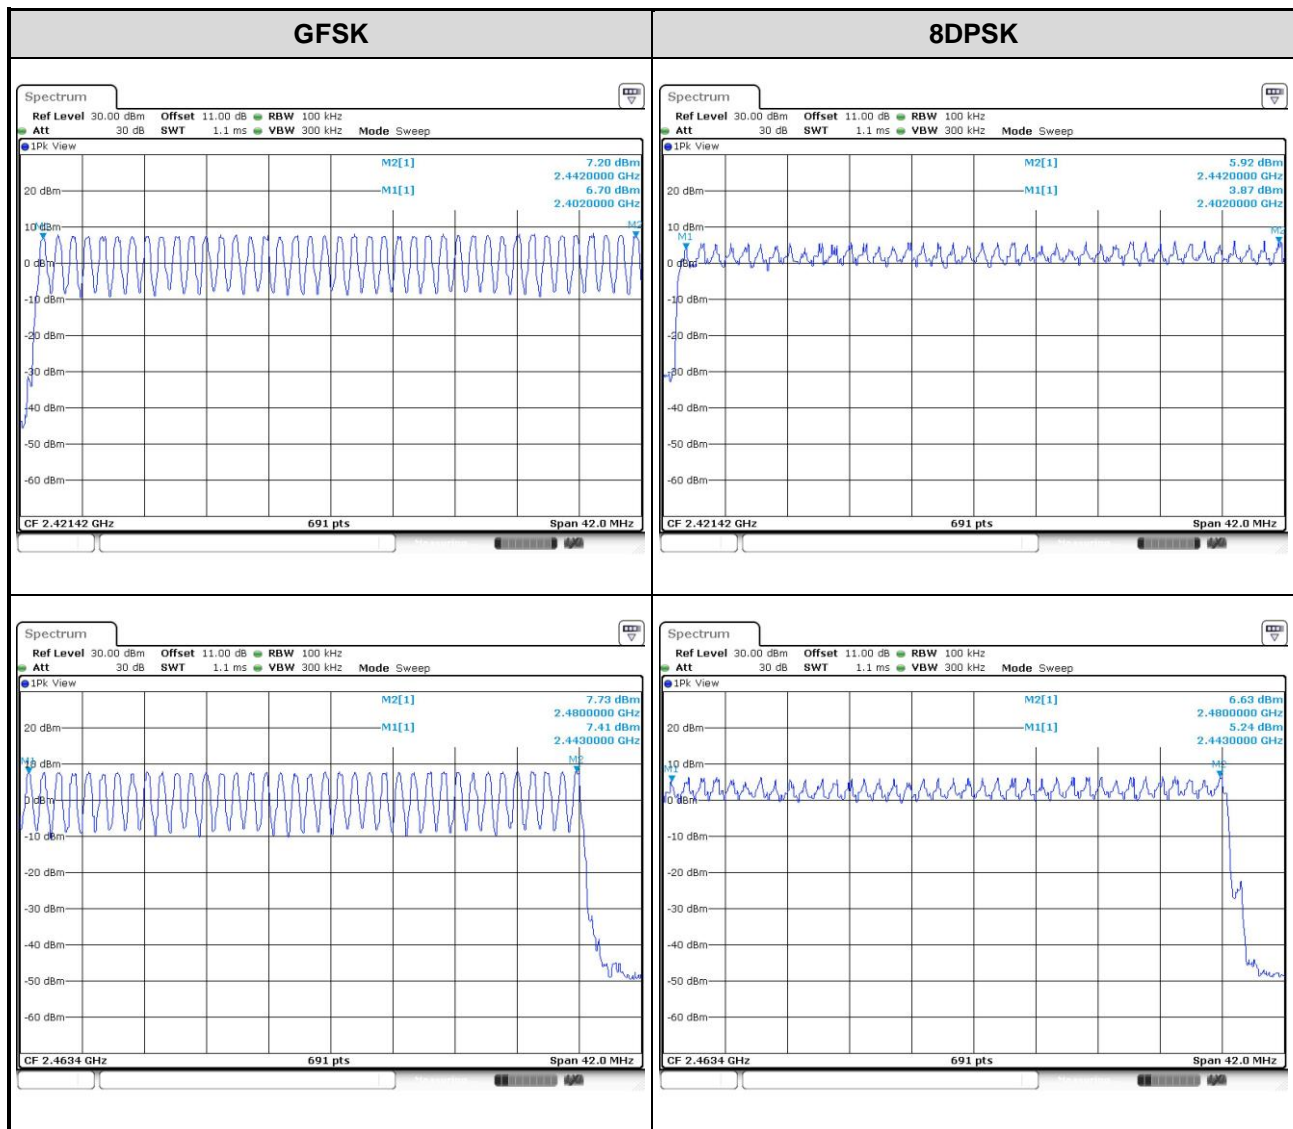 GFSK
8DPSK
Spectrum
Ref Level 30.00 dBm Offset 11.00 dB RBW 100 kHz
Att 30 dB SWT 1.1 ms VBW 300 kHz Mode Sweep
1Pk View
M2[1] 7.20 dBm
2.4420000 GHz
M1[1] 6.70 dBm
2.4020000 GHz
20 dBm
10 dBm
M2
0 dBm
-10 dBm
-20 dBm
-30 dBm
-40 dBm
-50 dBm
-60 dBm
CF 2.42142 GHz 691 pts Span 42.0 MHz
Spectrum
Ref Level 30.00 dBm Offset 11.00 dB RBW 100 kHz
Att 30 dB SWT 1.1 ms VBW 300 kHz Mode Sweep
1Pk View
M2[1] 5.92 dBm
2.4420000 GHz
M1[1] 3.87 dBm
2.4020000 GHz
20 dBm
10 dBm
M1 M2
0 dBm
-10 dBm
-20 dBm
-30 dBm
-40 dBm
-50 dBm
-60 dBm
CF 2.42142 GHz 691 pts Span 42.0 MHz
Spectrum
Ref Level 30.00 dBm Offset 11.00 dB RBW 100 kHz
Att 30 dB SWT 1.1 ms VBW 300 kHz Mode Sweep
1Pk View
M2[1] 7.73 dBm
2.4800000 GHz
M1[1] 7.41 dBm
2.4430000 GHz
20 dBm
M2
10 dBm
0 dBm
-10 dBm
-20 dBm
-30 dBm
-40 dBm
-50 dBm
-60 dBm
CF 2.4634 GHz 691 pts Span 42.0 MHz
Spectrum
Ref Level 30.00 dBm Offset 11.00 dB RBW 100 kHz
Att 30 dB SWT 1.1 ms VBW 300 kHz Mode Sweep
1Pk View
M2[1] 6.63 dBm
2.4800000 GHz
M1[1] 5.24 dBm
2.4430000 GHz
20 dBm
10 dBm
M1 M2
0 dBm
-10 dBm
-20 dBm
-30 dBm
-40 dBm
-50 dBm
-60 dBm
CF 2.4634 GHz 691 pts Span 42.0 MHz